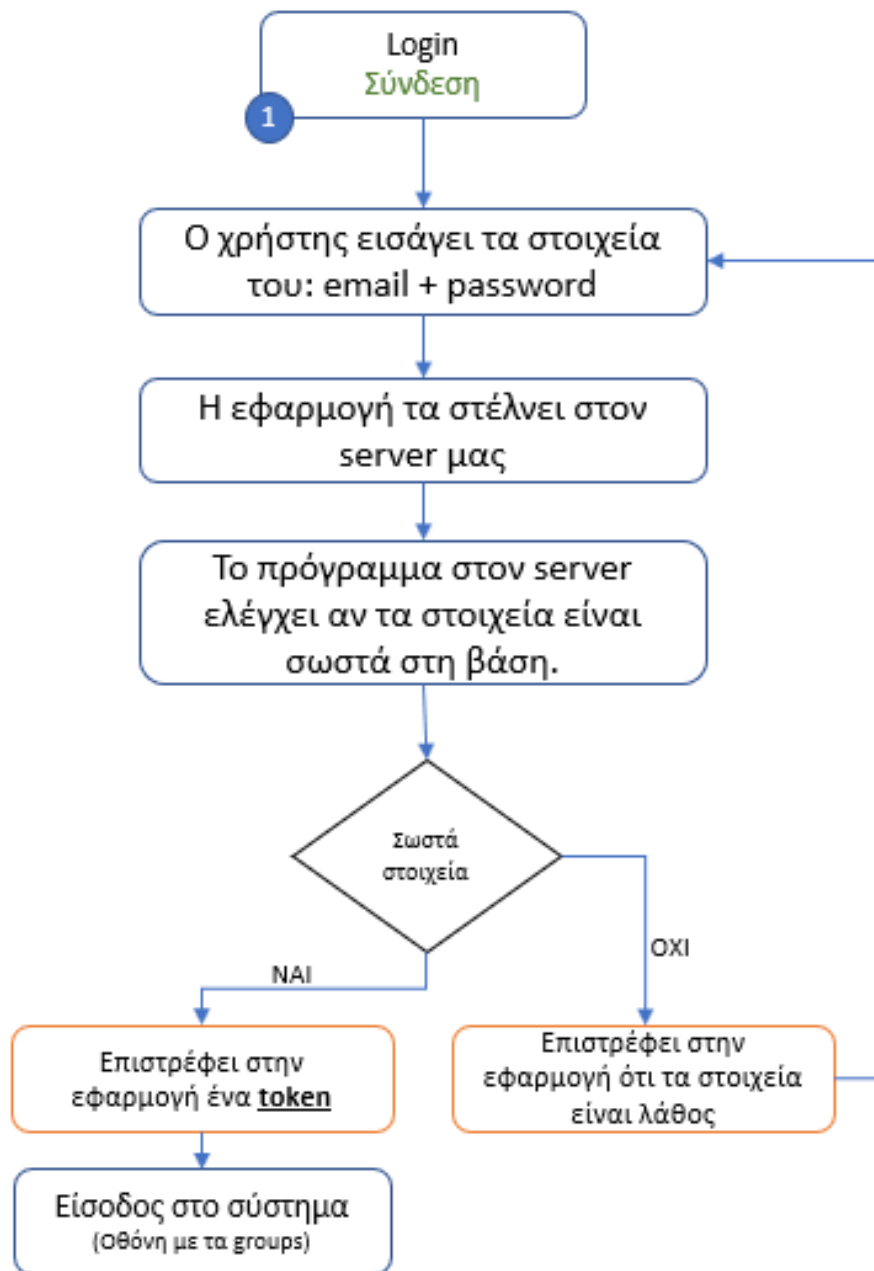 Login
Σύνδεση
1
Ο χρήστης εισάγει τα στοιχεία
του: email + password
Η εφαρμογή τα στέλνει στον
server μας
Το πρόγραμμα στον server
ελέγχει αν τα στοιχεία είναι
σωστά στη βάση.
Σωστά
στοιχεία
ΝΑΙ
ΟΧΙ
Επιστρέφει στην
εφαρμογή ένα token
Επιστρέφει στην
εφαρμογή ότι τα στοιχεία
είναι λάθος
Είσοδος στο σύστημα
(Οθόνη με τα groups)